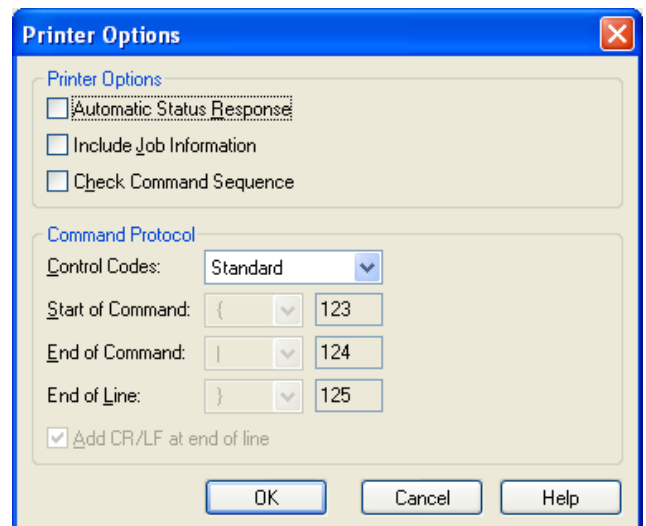 Printer Options
Printer Options
Automatic Status Response
Include Job Information
Check Command Sequence
Command Protocol
Control Codes: Standard
Start of Command: { 123
End of Command: | 124
End of Line: } 125
Add CR/LF at end of line
OK Cancel Help